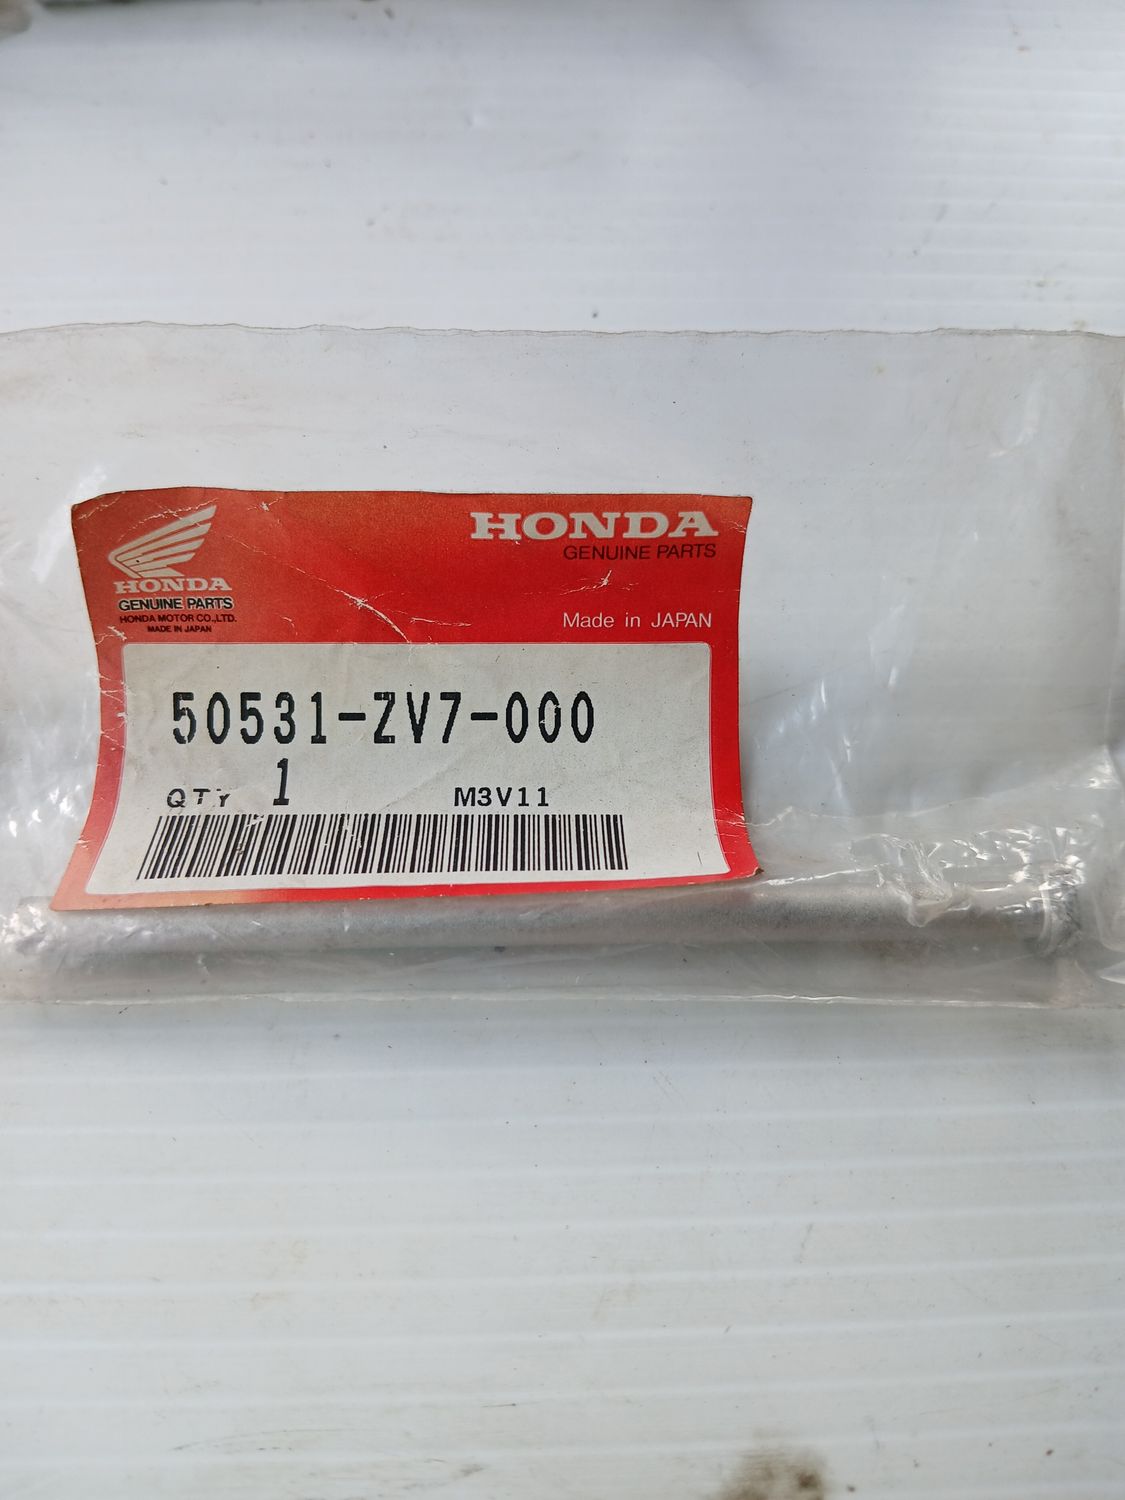 HONDA
GENUINE PARTS
HONDA MOTOR CO.,LTD.
MADE IN JAPAN
HONDA
GENUINE PARTS
Made in JAPAN
50531-ZV7-000
QTY 1 M3V11